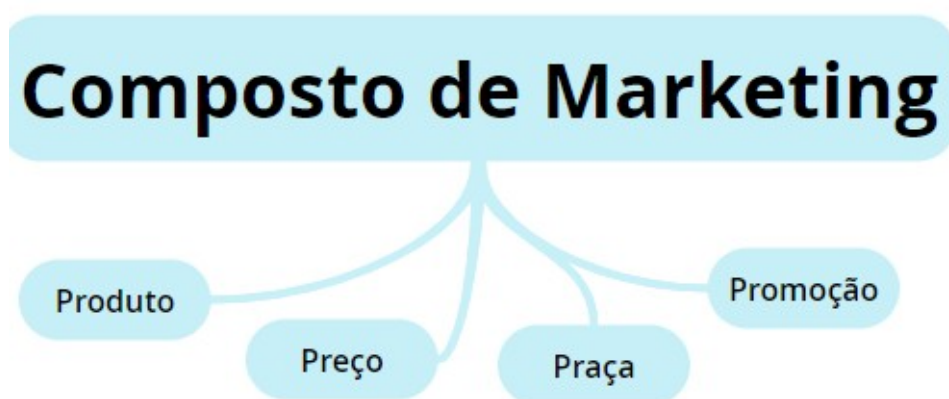 Composto de Marketing
Produto
Preço
Praça
Promoção